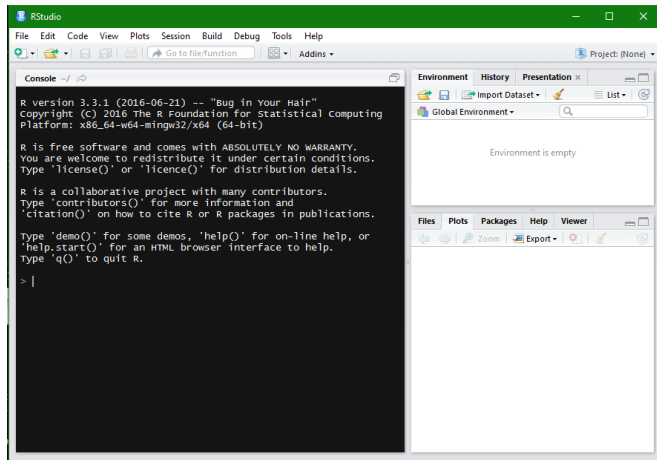 RStudio
File Edit Code View Plots Session Build Debug Tools Help
Go to file/function Addins Project: (None)
Console ~/
R version 3.3.1 (2016-06-21) -- "Bug in Your Hair"
Copyright (C) 2016 The R Foundation for Statistical Computing
Platform: x86_64-w64-mingw32/x64 (64-bit)
R is free software and comes with ABSOLUTELY NO WARRANTY.
You are welcome to redistribute it under certain conditions.
Type 'license()' or 'licence()' for distribution details.
R is a collaborative project with many contributors.
Type 'contributors()' for more information and
'citation()' on how to cite R or R packages in publications.
Type 'demo()' for some demos, 'help()' for on-line help, or
'help.start()' for an HTML browser interface to help.
Type 'q()' to quit R.
>
Environment History Presentation
Import Dataset List
Global Environment
Environment is empty
Files Plots Packages Help Viewer
Zoom Export